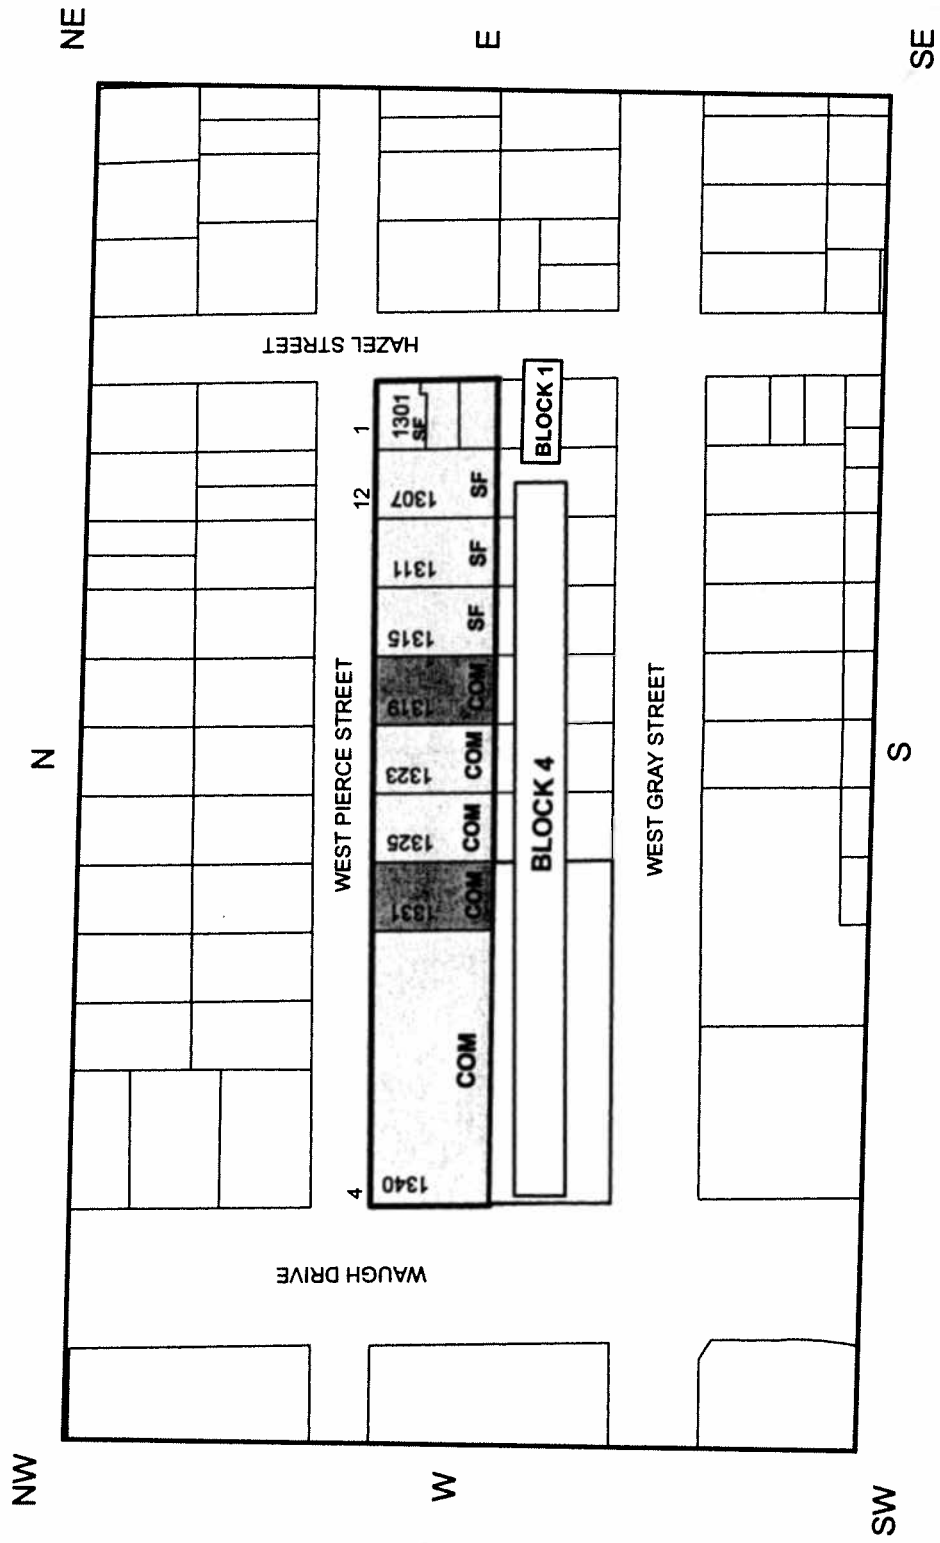 NW
N
NE
WEST PIERCE STREET
4
12
1
WAUGH DRIVE
HAZEL STREET
1340
COM
1331
COM
1325
COM
1323
COM
1319
COM
1315
SF
1311
SF
1307
SF
1301
SF
BLOCK 4
BLOCK 1
W
E
WEST GRAY STREET
SW
S
SE